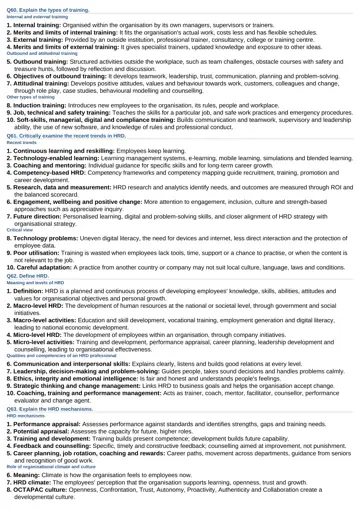 Q60. Explain the types of training.
Internal and external training
1. Internal training: Organised within the organisation by its own managers, supervisors or trainers.
2. Merits and limits of internal training: It fits the organisation's actual work, costs less and has flexible schedules.
3. External training: Provided by an outside institution, professional trainer, consultancy, college or training centre.
4. Merits and limits of external training: It gives specialist trainers, updated knowledge and exposure to other ideas.
Outbound and attitudinal training
5. Outbound training: Structured activities outside the workplace, such as team challenges, obstacle courses with safety and
treasure hunts, followed by reflection and discussion.
6. Objectives of outbound training: It develops teamwork, leadership, trust, communication, planning and problem-solving.
7. Attitudinal training: Develops positive attitudes, values and behaviour towards work, customers, colleagues and change,
through role play, case studies, behavioural modelling and counselling.
Other types of training
8. Induction training: Introduces new employees to the organisation, its rules, people and workplace.
9. Job, technical and safety training: Teaches the skills for a particular job, and safe work practices and emergency procedures.
10. Soft-skills, managerial, digital and compliance training: Builds communication and teamwork, supervisory and leadership
ability, the use of new software, and knowledge of rules and professional conduct.
Q61. Critically examine the recent trends in HRD.
Recent trends
1. Continuous learning and reskilling: Employees keep learning.
2. Technology-enabled learning: Learning management systems, e-learning, mobile learning, simulations and blended learning.
3. Coaching and mentoring: Individual guidance for specific skills and for long-term career growth.
4. Competency-based HRD: Competency frameworks and competency mapping guide recruitment, training, promotion and
career development.
5. Research, data and measurement: HRD research and analytics identify needs, and outcomes are measured through ROI and
the balanced scorecard.
6. Engagement, wellbeing and positive change: More attention to engagement, inclusion, culture and strength-based
approaches such as appreciative inquiry.
7. Future direction: Personalised learning, digital and problem-solving skills, and closer alignment of HRD strategy with
organisational strategy.
Critical view
8. Technology problems: Uneven digital literacy, the need for devices and internet, less direct interaction and the protection of
employee data.
9. Poor utilisation: Training is wasted when employees lack tools, time, support or a chance to practise, or when the content is
not relevant to the job.
10. Careful adaptation: A practice from another country or company may not suit local culture, language, laws and conditions.
Q62. Define HRD.
Meaning and levels of HRD
1. Definition: HRD is a planned and continuous process of developing employees' knowledge, skills, abilities, attitudes and
values for organisational objectives and personal growth.
2. Macro-level HRD: The development of human resources at the national or societal level, through government and social
initiatives.
3. Macro-level activities: Education and skill development, vocational training, employment generation and digital literacy,
leading to national economic development.
4. Micro-level HRD: The development of employees within an organisation, through company initiatives.
5. Micro-level activities: Training and development, performance appraisal, career planning, leadership development and
counselling, leading to organisational effectiveness.
Qualities and competencies of an HRD professional
6. Communication and interpersonal skills: Explains clearly, listens and builds good relations at every level.
7. Leadership, decision-making and problem-solving: Guides people, takes sound decisions and handles problems calmly.
8. Ethics, integrity and emotional intelligence: Is fair and honest and understands people's feelings.
9. Strategic thinking and change management: Links HRD to business goals and helps the organisation accept change.
10. Coaching, training and performance management: Acts as trainer, coach, mentor, facilitator, counsellor, performance
evaluator and change agent.
Q63. Explain the HRD mechanisms.
HRD mechanisms
1. Performance appraisal: Assesses performance against standards and identifies strengths, gaps and training needs.
2. Potential appraisal: Assesses the capacity for future, higher roles.
3. Training and development: Training builds present competence; development builds future capability.
4. Feedback and counselling: Specific, timely and constructive feedback; counselling aimed at improvement, not punishment.
5. Career planning, job rotation, coaching and rewards: Career paths, movement across departments, guidance from seniors
and recognition of good work.
Role of organisational climate and culture
6. Meaning: Climate is how the organisation feels to employees now.
7. HRD climate: The employees' perception that the organisation supports learning, openness, trust and growth.
8. OCTAPAC culture: Openness, Confrontation, Trust, Autonomy, Proactivity, Authenticity and Collaboration create a
developmental culture.